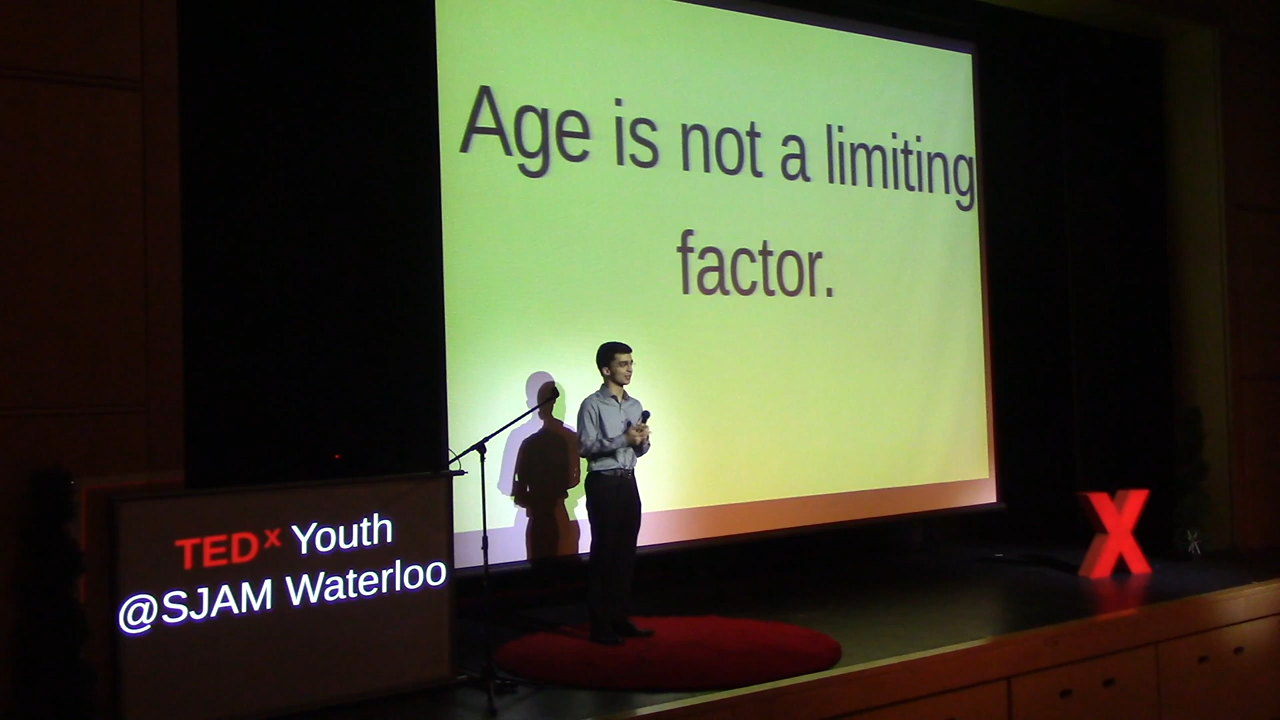 Age is not a limiting
factor.
TEDx Youth
@SJAM Waterloo
X